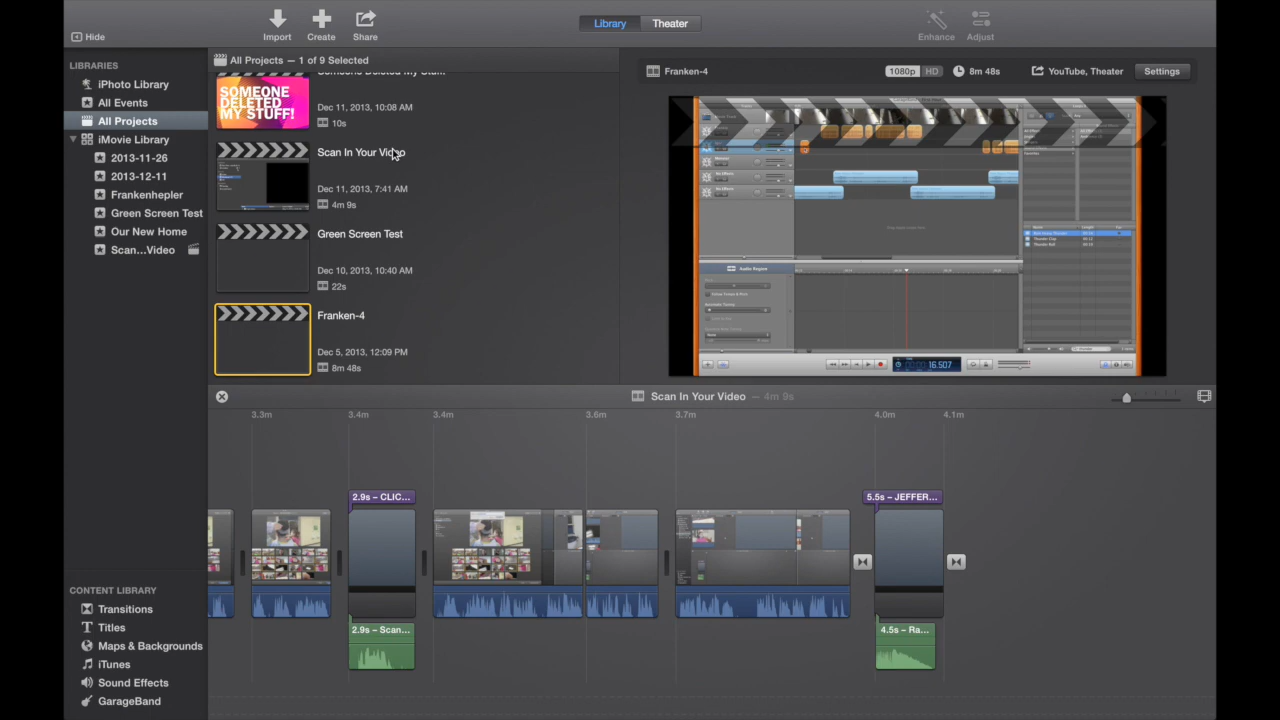 Import
Create
Share
Library
Theater
Enhance
Adjust
Hide
LIBRARIES
iPhoto Library
All Events
All Projects
iMovie Library
2013-11-26
2013-12-11
Frankenhepler
Green Screen Test
Our New Home
Scan...Video
CONTENT LIBRARY
Transitions
Titles
Maps & Backgrounds
iTunes
Sound Effects
GarageBand
All Projects — 1 of 9 Selected
Someone Deleted My Stuf...
SOMEONE
DELETED
MY STUFF!
Dec 11, 2013, 10:08 AM
10s
Scan In Your Video
Dec 11, 2013, 7:41 AM
4m 9s
Green Screen Test
Dec 10, 2013, 10:40 AM
22s
Franken-4
Dec 5, 2013, 12:09 PM
8m 48s
Franken-4
1080p HD
8m 48s
YouTube, Theater
Settings
Audio Region
16.507
Scan In Your Video — 4m 9s
3.3m
3.4m
3.4m
3.6m
3.7m
4.0m
4.1m
2.9s – CLIC...
5.5s – JEFFER...
2.9s – Scan...
4.5s – Ra...